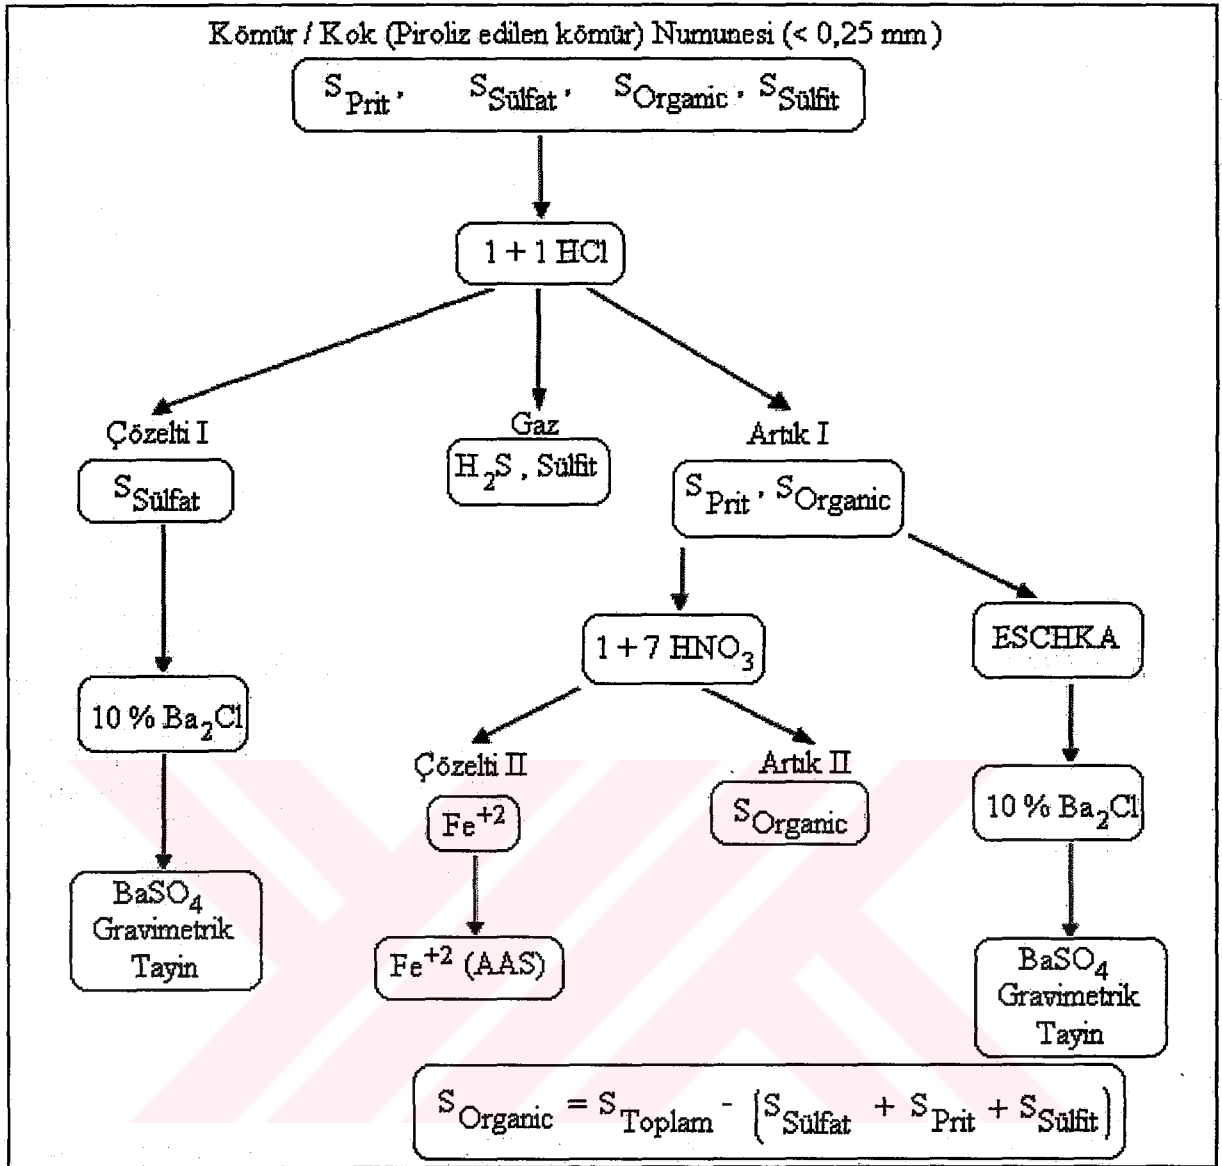 Kömür / Kok (Piroliz edilen kömür) Numunesi (< 0,25 mm)
S Prit, S Sülfat, S Organic, S Sülfit
1 + 1 HCl
Çözelti I
Gaz
Artık I
S Sülfat
H2S , Sülfit
S Prit, S Organic
1 + 7 HNO3
ESCHKA
10 % Ba2Cl
Çözelti II
Artık II
Fe+2
S Organic
10 % Ba2Cl
BaSO4
Gravimetrik
Tayin
Fe+2 (AAS)
BaSO4
Gravimetrik
Tayin
S Organic = S Toplam - (S Sülfat + S Prit + S Sülfit)